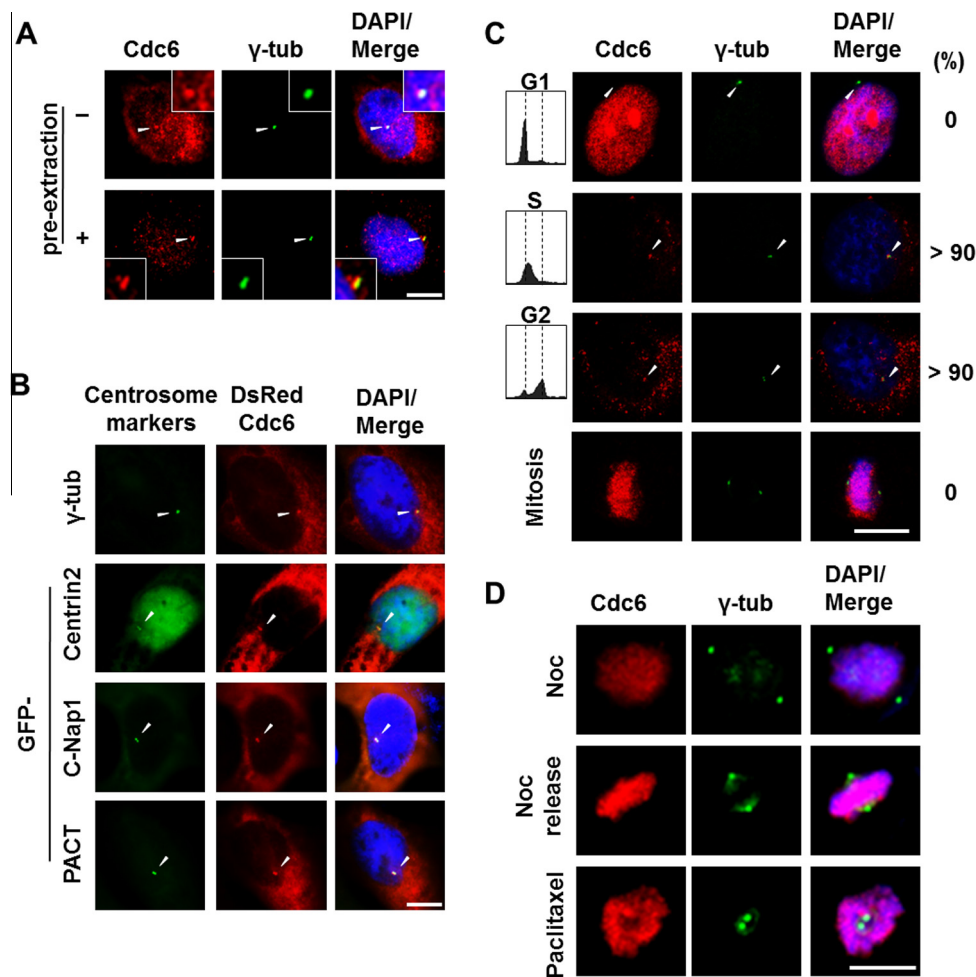 A
Cdc6
γ-tub
DAPI/
Merge
pre-extraction
−
+
B
Centrosome
markers
DsRed
Cdc6
DAPI/
Merge
γ-tub
GFP-
Centrin2
C-Nap1
PACT
C
Cdc6
γ-tub
DAPI/
Merge
(%)
G1
0
S
> 90
G2
> 90
Mitosis
0
D
Cdc6
γ-tub
DAPI/
Merge
Noc
Noc
release
Paclitaxel